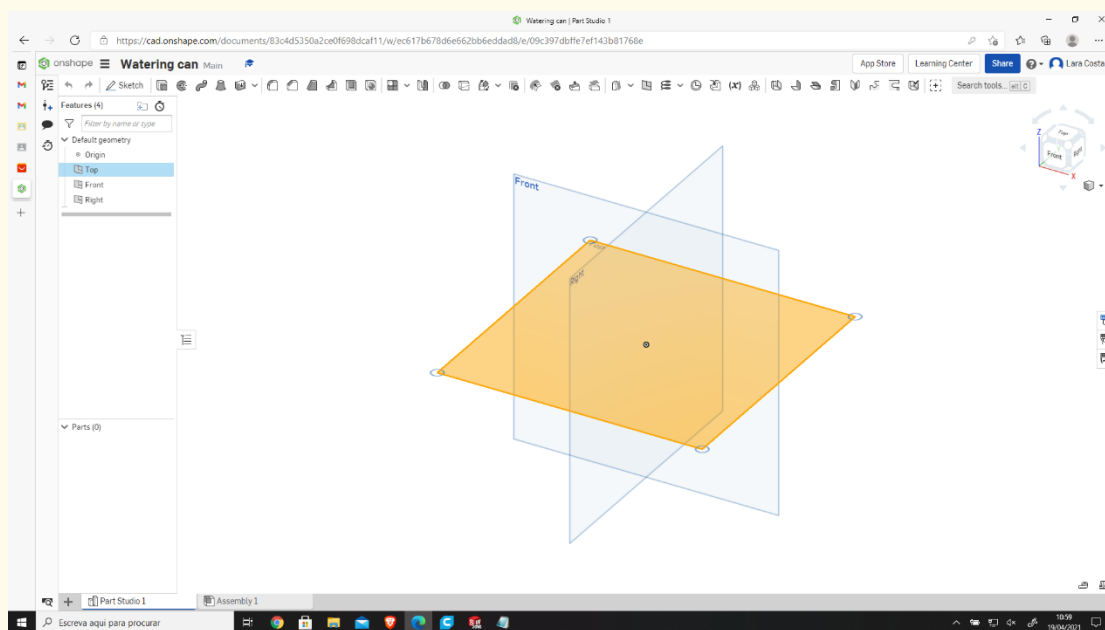 Watering can | Part Studio 1
https://cad.onshape.com/documents/83c4d5350a2ce0f698dcaf11/w/ec617b678d6e662bb6eddad8/e/09c397dbffe7ef143b81768e
onshape Watering can Main App Store Learning Center Share Lara Costa
Sketch Search tools... alt C
Features (4)
Filter by name or type
Default geometry
Origin
Top
Front
Right
Front
Right
Top
Front
Right
Z
X
Parts (0)
Part Studio 1 Assembly 1
Escreva aqui para procurar
10:59
19/04/2021